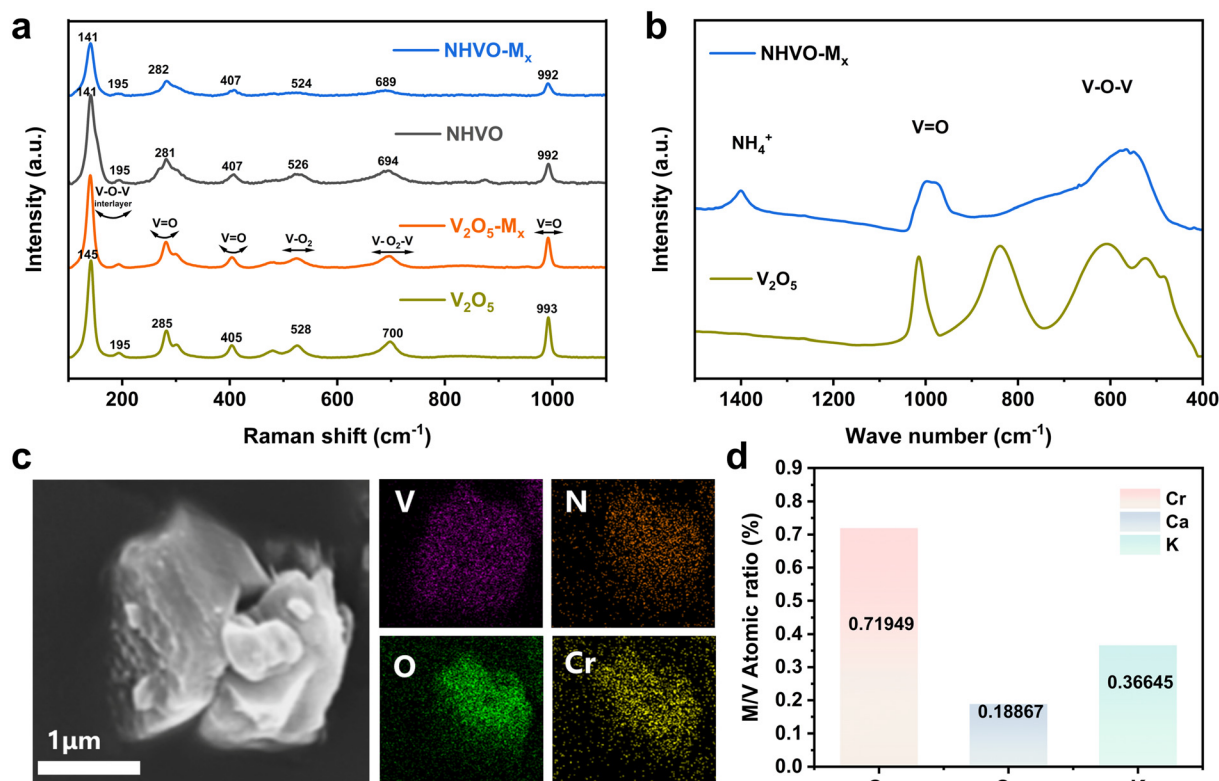 a
141
NHVO-Mx
195
282
407
524
689
992
141
NHVO
195
281
407
526
694
992
V-O-V
interlayer
V=O
V=O
V-O2
V-O2-V
V=O
V2O5-Mx
145
V2O5
195
285
405
528
700
993
Intensity (a.u.)
200 400 600 800 1000
Raman shift (cm-1)
b
NHVO-Mx
V-O-V
V=O
NH4+
V2O5
Intensity (a.u.)
1400 1200 1000 800 600 400
Wave number (cm-1)
c
1μm
V
N
O
Cr
d
M/V Atomic ratio (%)
0.9
0.8
0.7
0.6
0.5
0.4
0.3
0.2
0.1
0.0
Cr
Ca
K
0.71949
0.18867
0.36645